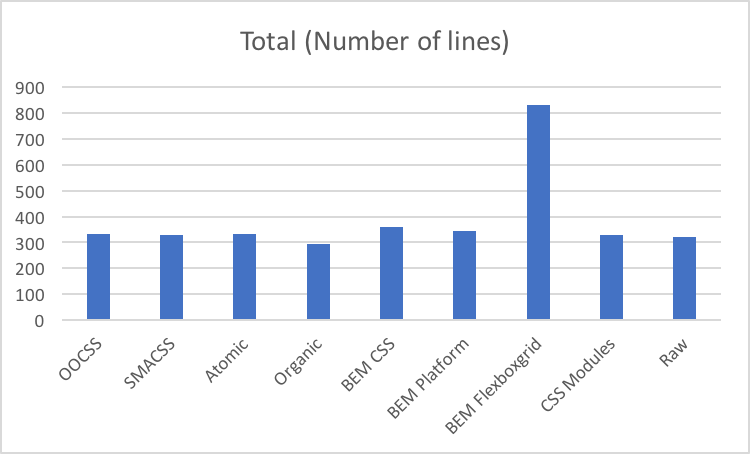 Total (Number of lines)
900
800
700
600
500
400
300
200
100
0
OOCSS
SMACSS
Atomic
Organic
BEM CSS
BEM Platform
BEM Flexboxgrid
CSS Modules
Raw